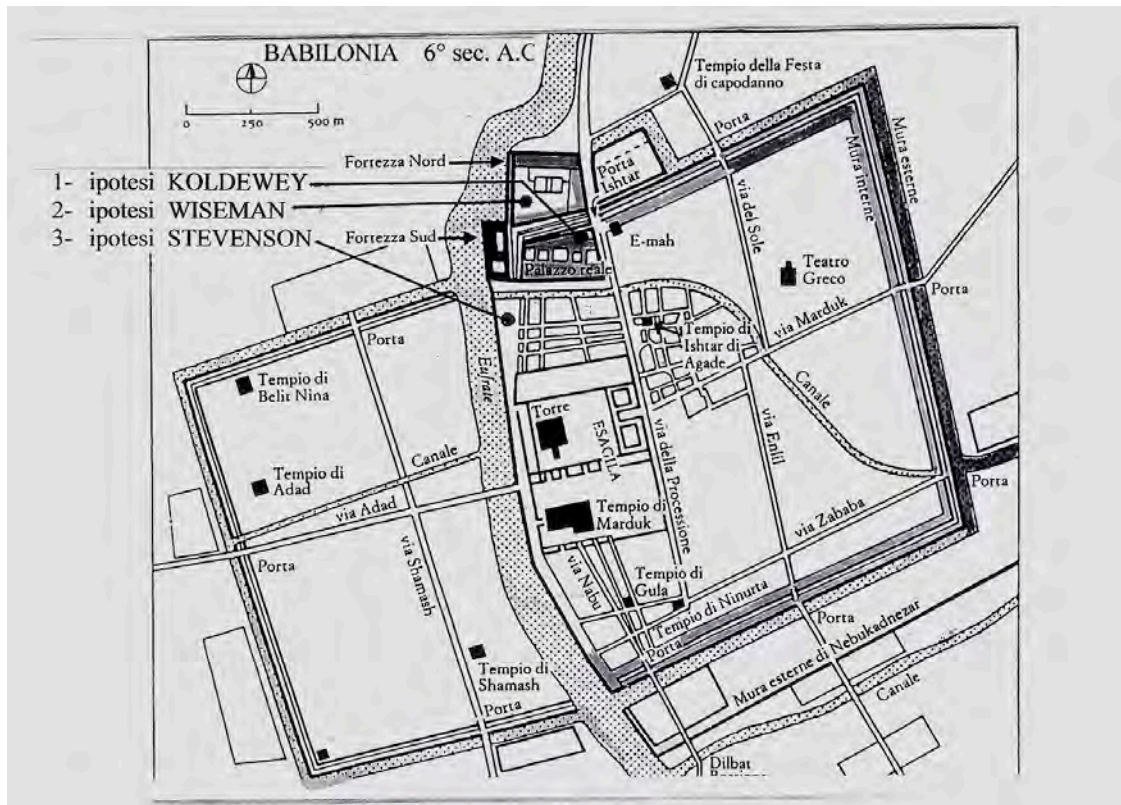 BABILONIA 6° sec. A.C
0 250 500 m
Tempio della Festa
di capodanno
Fortezza Nord
1- ipotesi KOLDEWEY
2- ipotesi WISEMAN
3- ipotesi STEVENSON
Fortezza Sud
Porta
Mura esterne
Mura Interne
Porta
Ishtar
via del Sole
E-mah
Palazzo reale
Teatro
Greco
Porta
via Marduk
Tempio di
Ishtar di
Agade
Canale
Porta
Eufrate
Tempio di
Belit Nina
Torre
ESAGILA
via della Processione
via Enlil
Canale
Tempio di
Adad
via Adad
Porta
via Shamash
Tempio di
Marduk
via Zababa
Porta
via Nabu
Tempio di
Gula
Tempio di Ninurta
Porta
Porta
Tempio di
Shamash
Porta
Mura esterne di Nebukadnezar
Canale
Dilbat